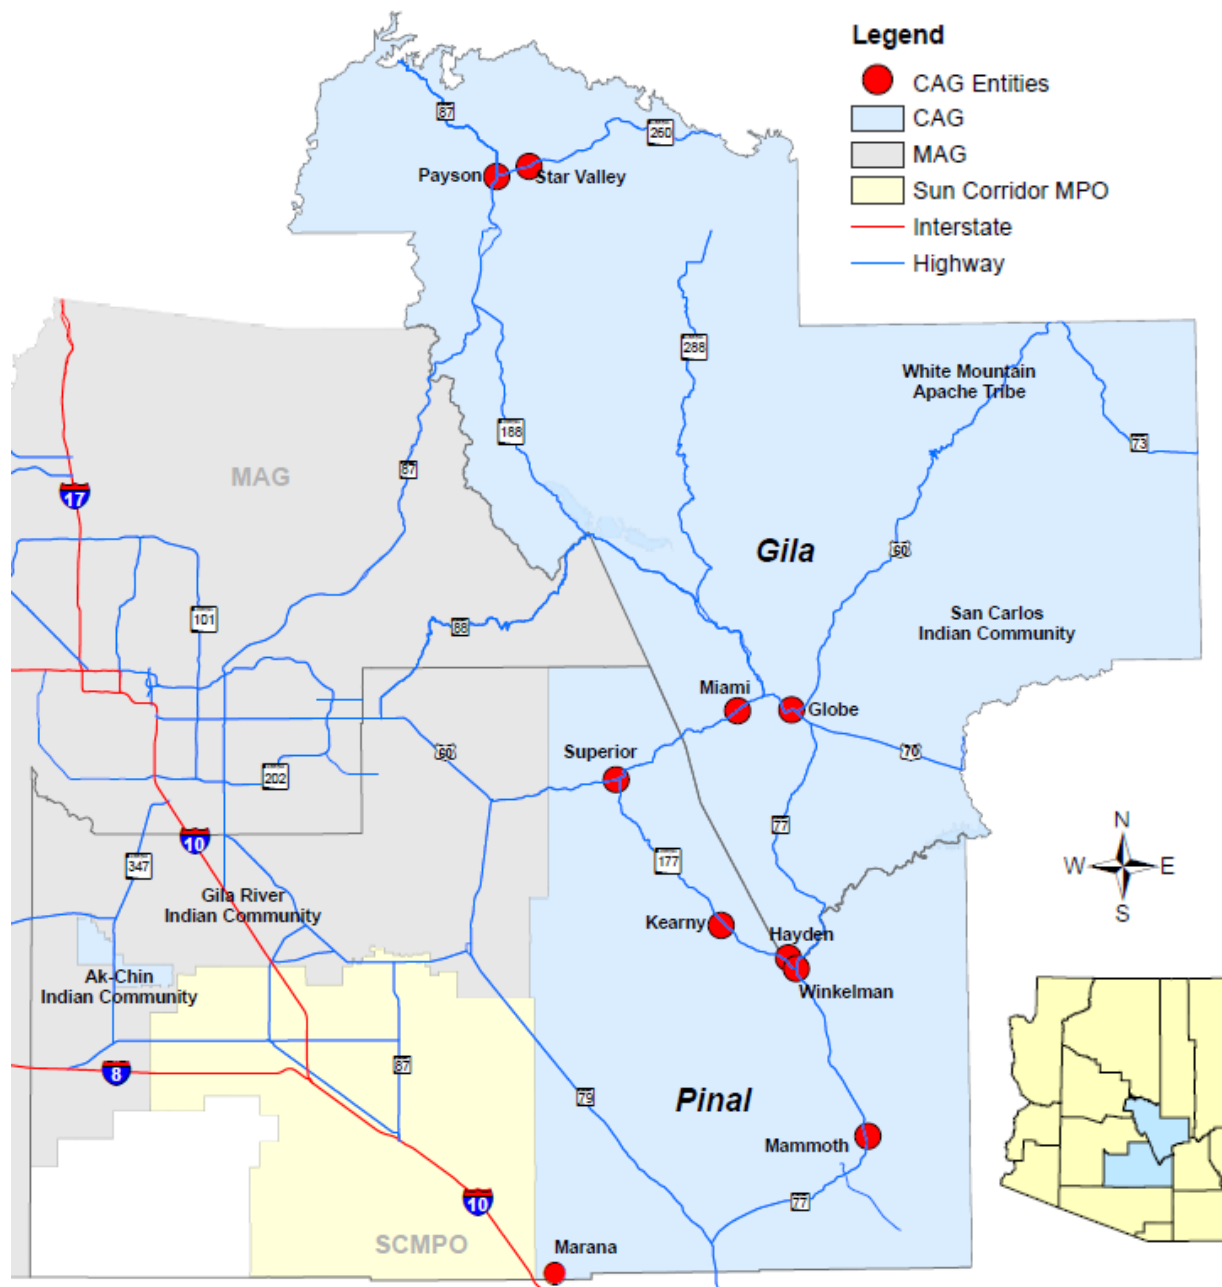 Legend
CAG Entities
CAG
MAG
Sun Corridor MPO
Interstate
Highway
87
260
Payson
Star Valley
288
White Mountain
Apache Tribe
188
73
87
MAG
17
Gila
60
101
88
San Carlos
Indian Community
Miami
Globe
Superior
60
70
202
77
N
W
E
S
10
347
177
Gila River
Indian Community
Kearny
Hayden
Winkelman
Ak-Chin
Indian Community
8
87
79
Pinal
Mammoth
77
10
SCMPO
Marana